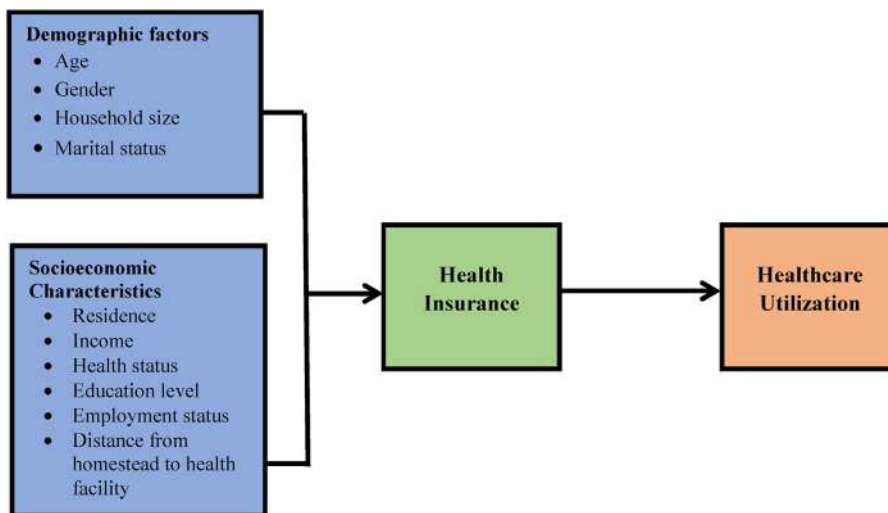 Demographic factors
• Age
• Gender
• Household size
• Marital status
Socioeconomic
Characteristics
• Residence
• Income
• Health status
• Education level
• Employment status
• Distance from
homestead to health
facility
Health
Insurance
Healthcare
Utilization